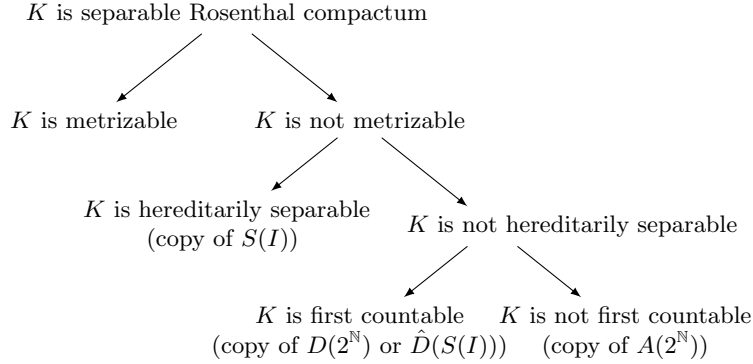 K is separable Rosenthal compactum
K is metrizable
K is not metrizable
K is hereditarily separable
(copy of S(I))
K is not hereditarily separable
K is first countable
(copy of D(2^ℕ) or D̂(S(I)))
K is not first countable
(copy of A(2^ℕ))